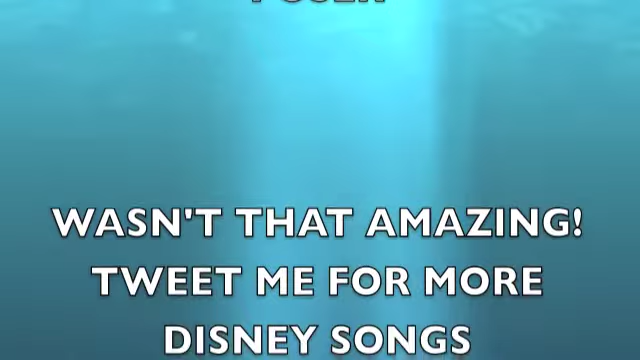 WASN'T THAT AMAZING!
TWEET ME FOR MORE
DISNEY SONGS